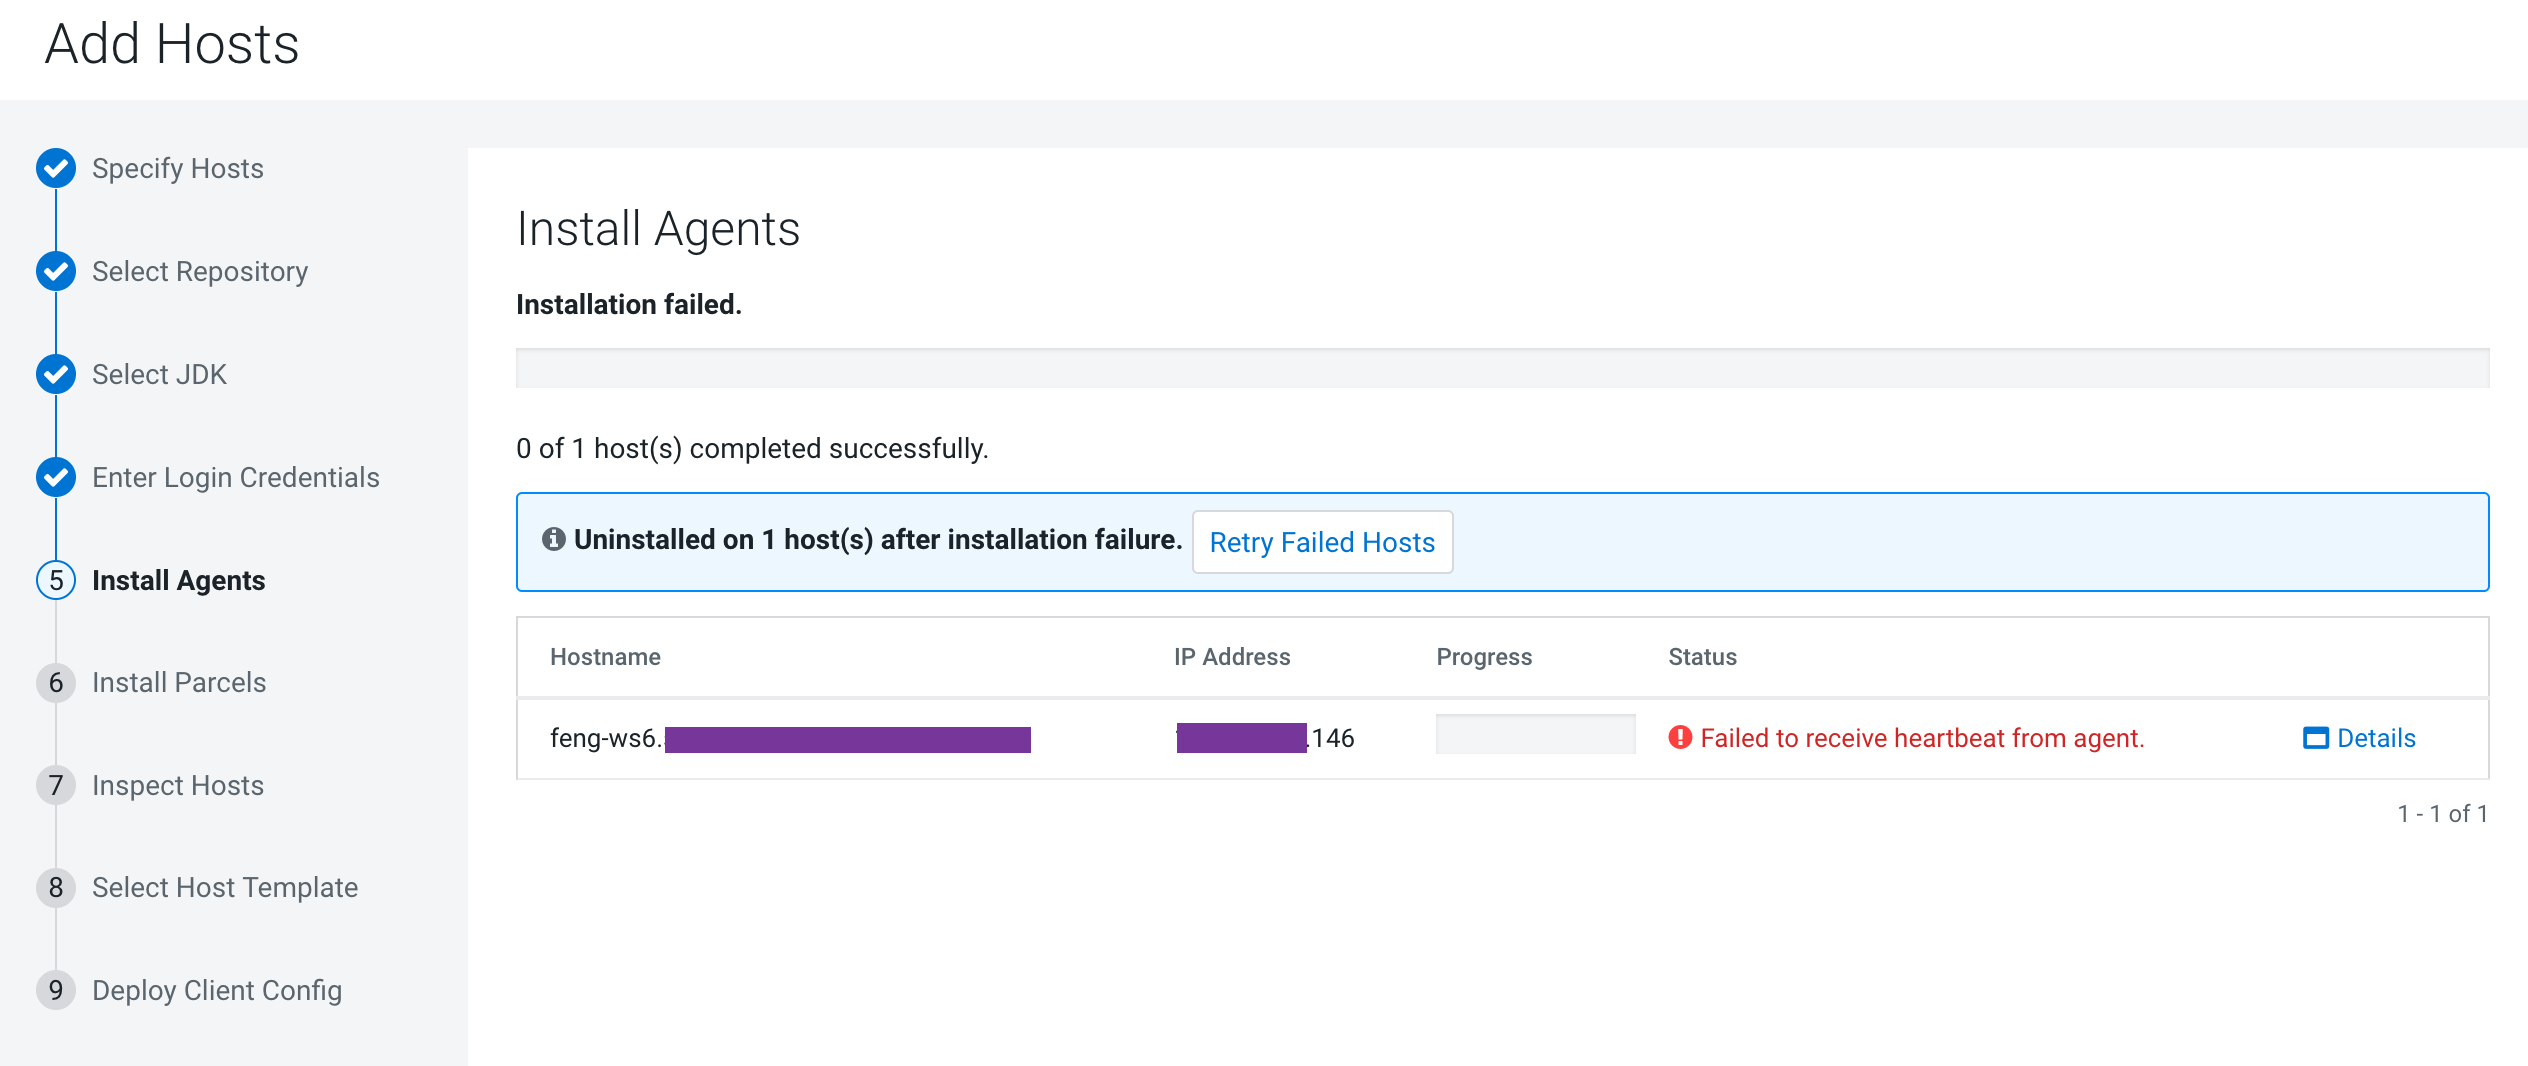 Add Hosts
Specify Hosts
Select Repository
Select JDK
Enter Login Credentials
5 Install Agents
6 Install Parcels
7 Inspect Hosts
8 Select Host Template
9 Deploy Client Config
Install Agents
Installation failed.
0 of 1 host(s) completed successfully.
Uninstalled on 1 host(s) after installation failure. Retry Failed Hosts
Hostname IP Address Progress Status
feng-ws6. .146 Failed to receive heartbeat from agent. Details
1 - 1 of 1